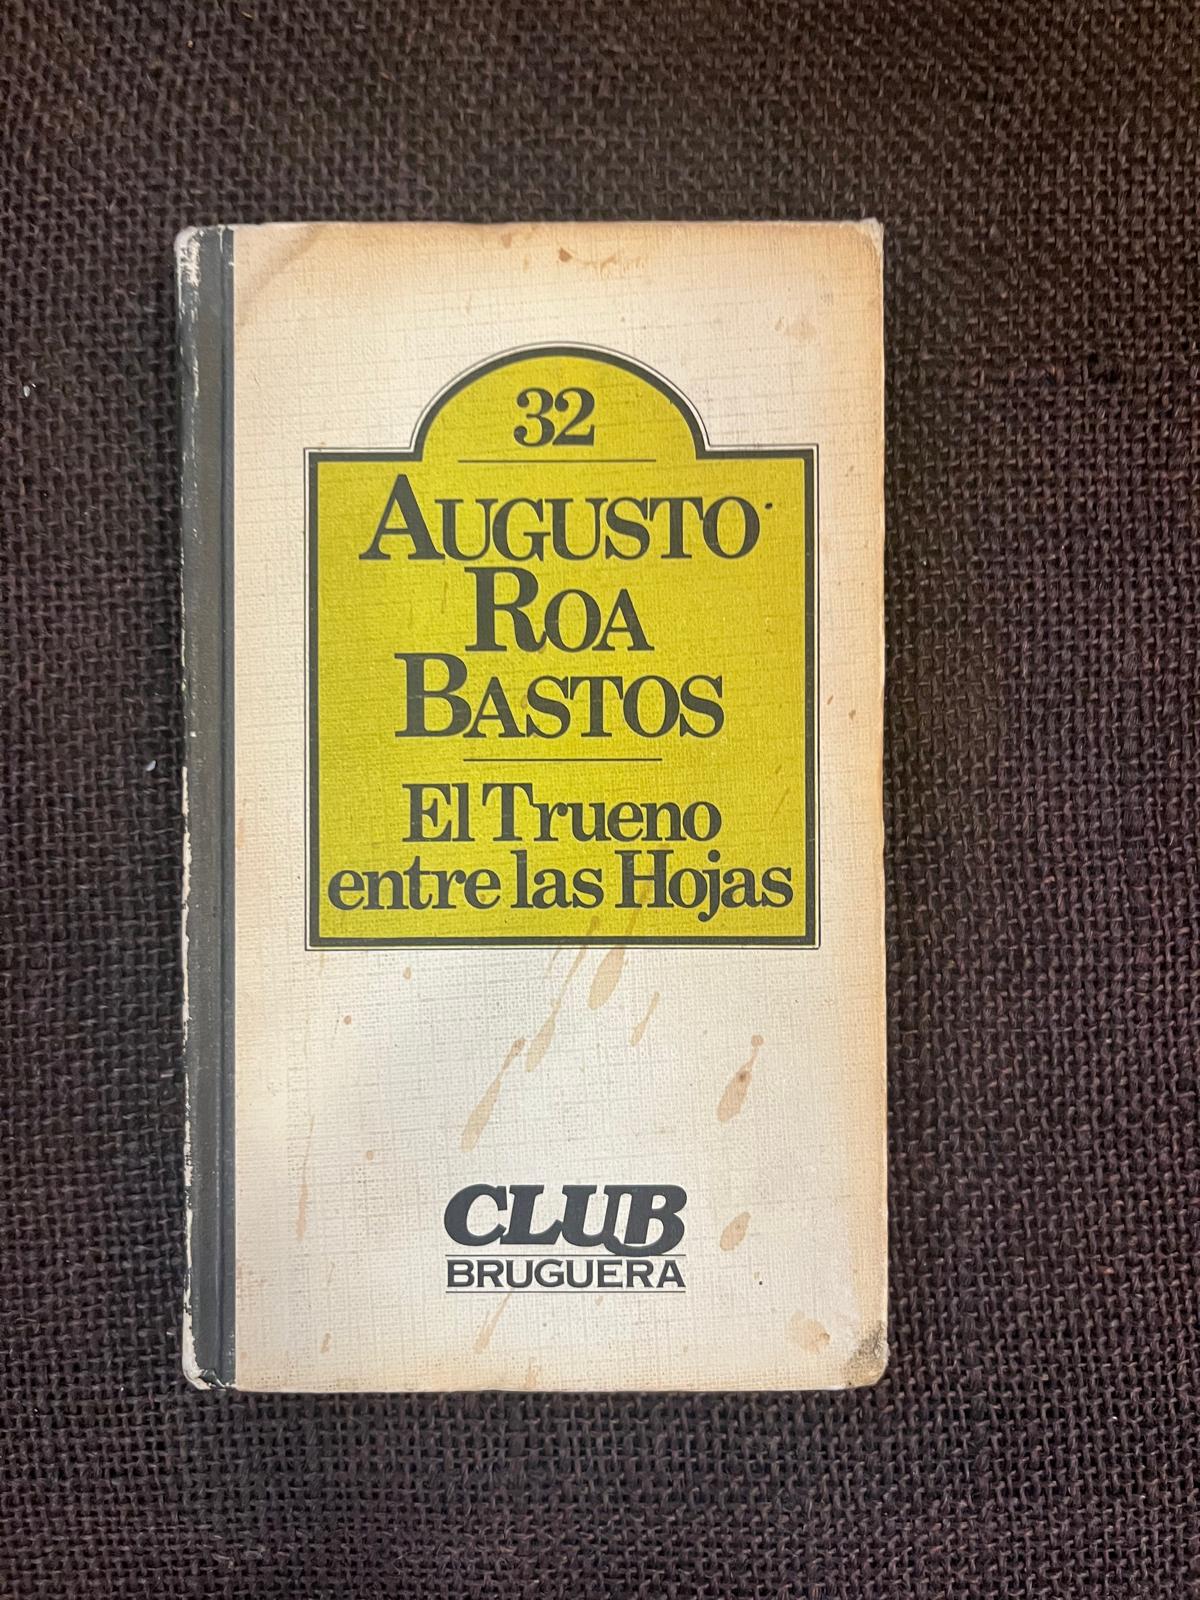 32
AUGUSTO
ROA
BASTOS
El Trueno
entre las Hojas
CLUB
BRUGUERA